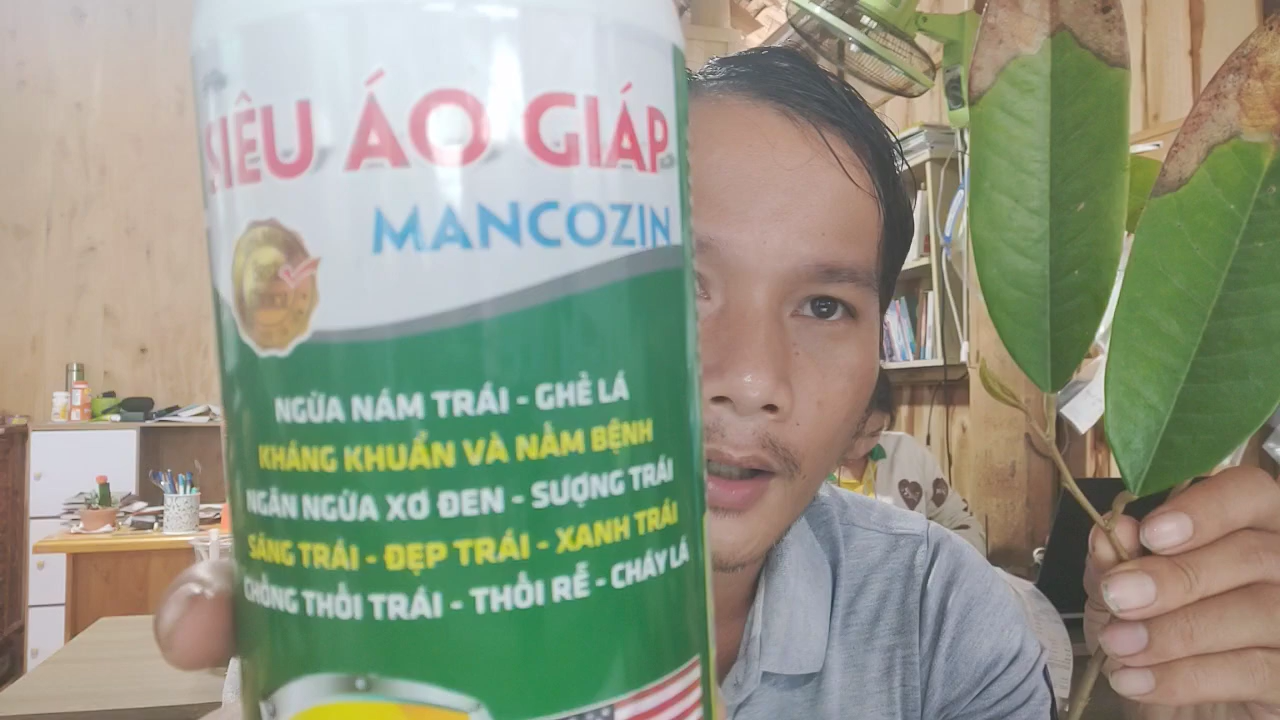 SIÊU ÁO GIÁP
MANCOZIN
NGỪA NÁM TRÁI - GHẺ LÁ
KHÁNG KHUẨN VÀ NẤM BỆNH
NGĂN NGỪA XƠ ĐEN - SƯỢNG TRÁI
SÁNG TRÁI - ĐẸP TRÁI - XANH TRÁI
CHỐNG THỐI TRÁI - THỐI RỄ - CHÁY LÁ